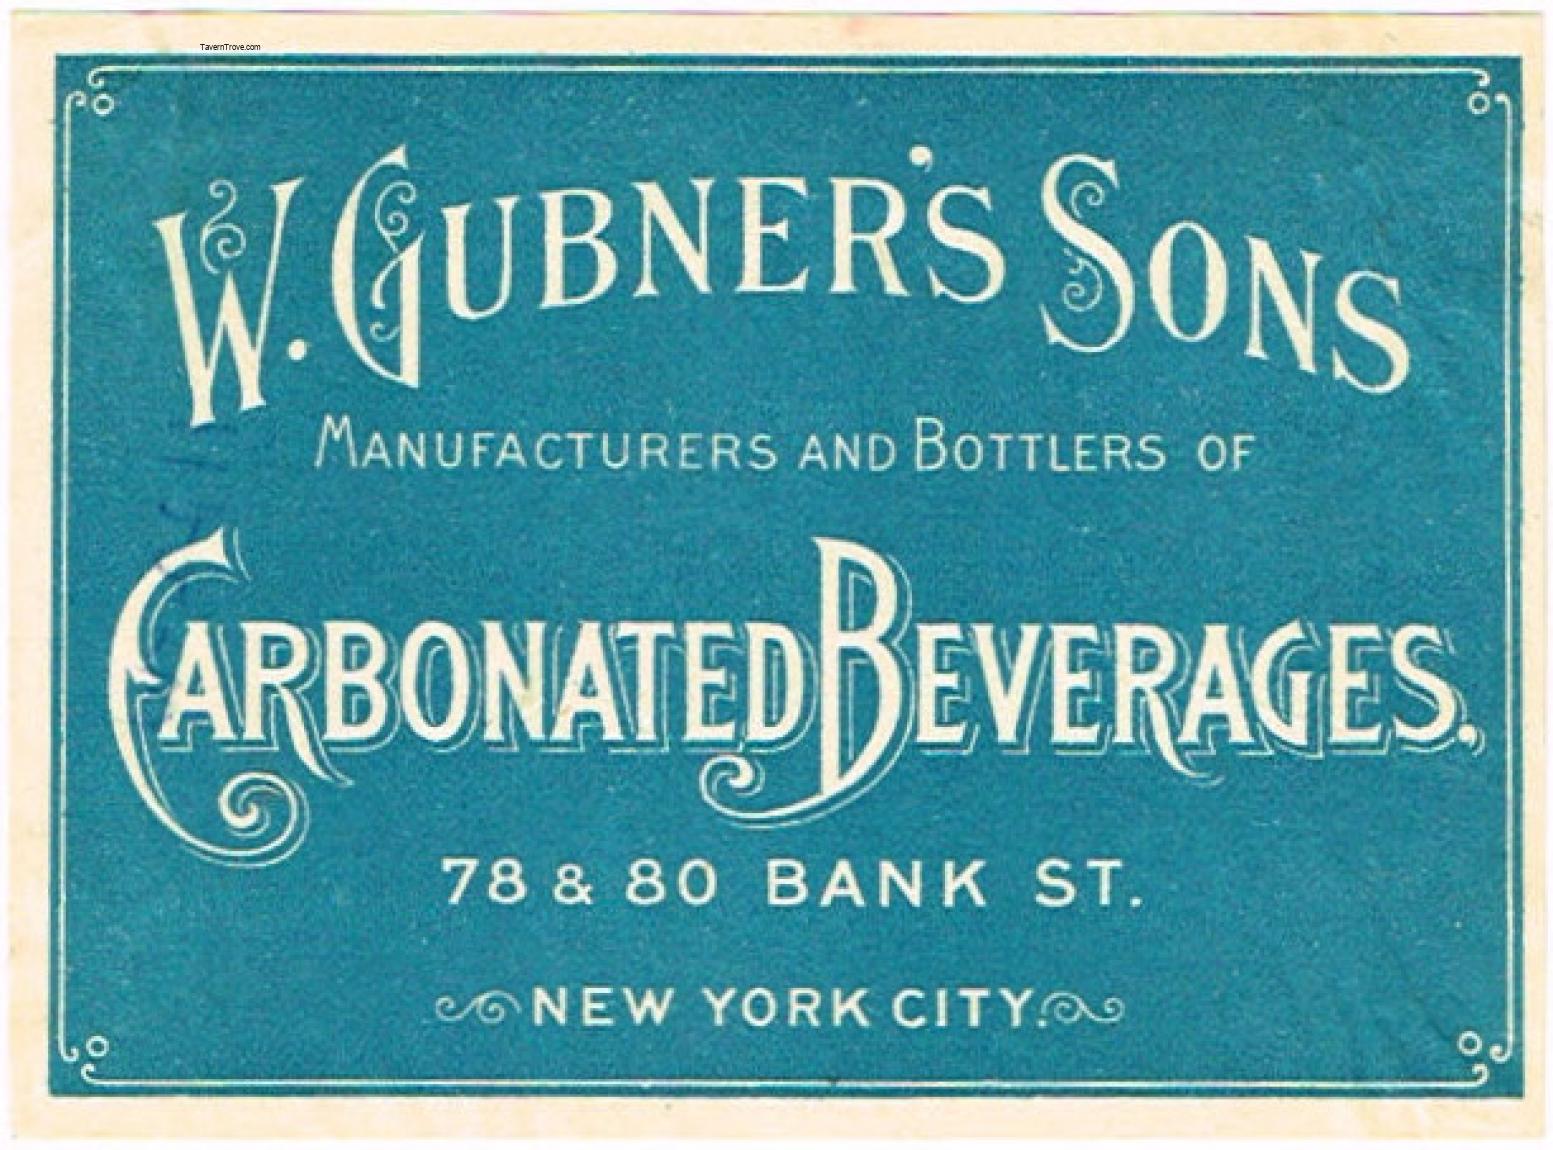 TavernTrove.com
W. GUBNER'S SONS
MANUFACTURERS AND BOTTLERS OF
CARBONATED BEVERAGES,
78 & 80 BANK ST.
NEW YORK CITY.